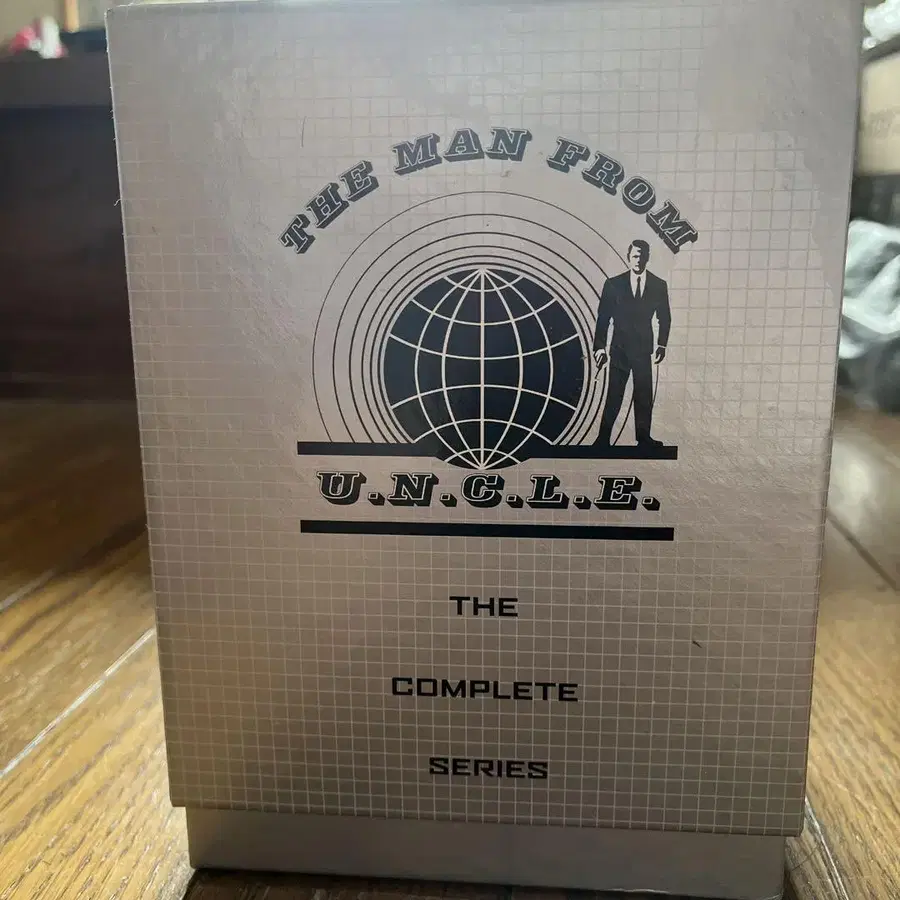 THE MAN FROM
U.N.C.L.E.
THE
COMPLETE
SERIES